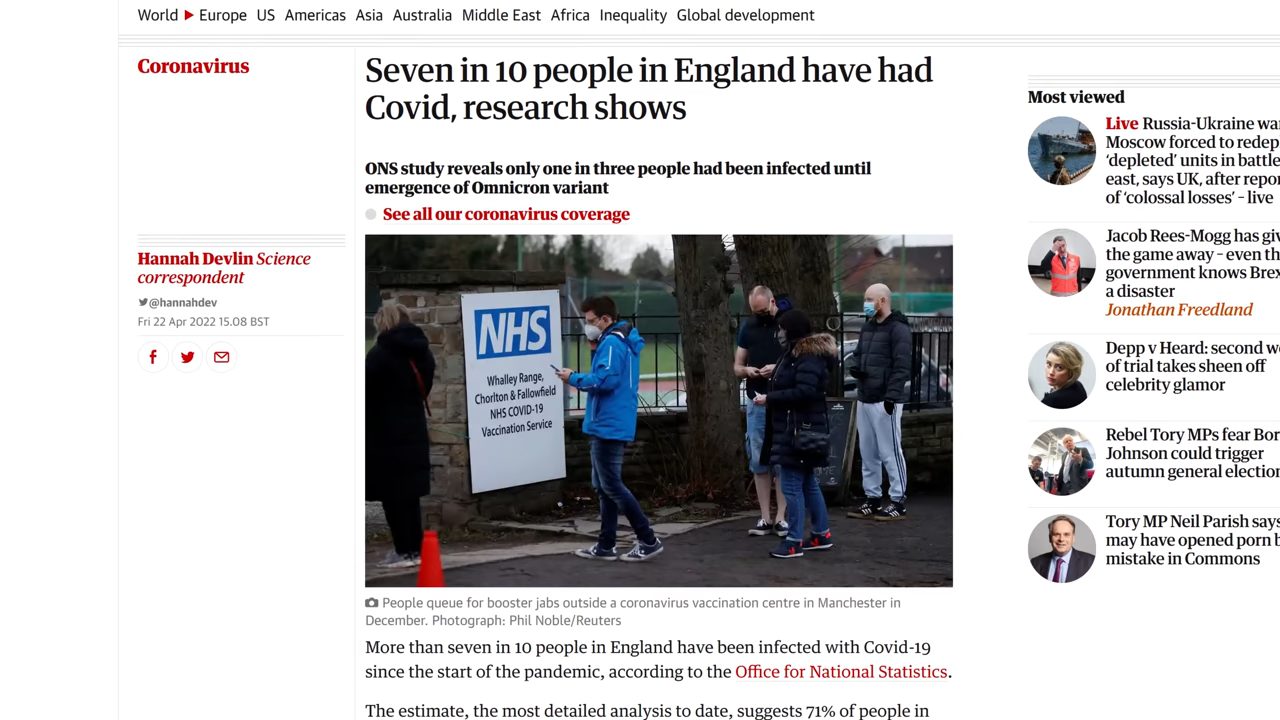 World Europe US Americas Asia Australia Middle East Africa Inequality Global development
Coronavirus
Seven in 10 people in England have had
Covid, research shows
ONS study reveals only one in three people had been infected until
emergence of Omnicron variant
See all our coronavirus coverage
Hannah Devlin Science
correspondent
@hannahdev
Fri 22 Apr 2022 15.08 BST
NHS
Whalley Range,
Chorlton & Fallowfield
NHS COVID-19
Vaccination Service
People queue for booster jabs outside a coronavirus vaccination centre in Manchester in
December. Photograph: Phil Noble/Reuters
More than seven in 10 people in England have been infected with Covid-19
since the start of the pandemic, according to the Office for National Statistics.
The estimate, the most detailed analysis to date, suggests 71% of people in
Most viewed
Live Russia-Ukraine wa
Moscow forced to redep
'depleted' units in battle
east, says UK, after repor
of 'colossal losses' – live
Jacob Rees-Mogg has giv
the game away – even th
government knows Brex
a disaster
Jonathan Freedland
Depp v Heard: second w
of trial takes sheen off
celebrity glamor
Rebel Tory MPs fear Bor
Johnson could trigger
autumn general election
Tory MP Neil Parish says
may have opened porn b
mistake in Commons